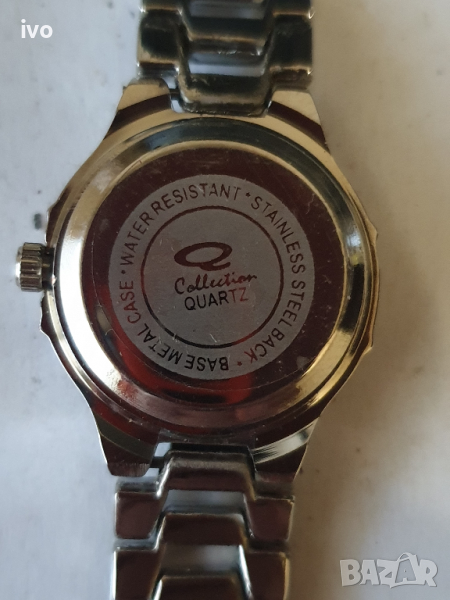 ivo
WATER RESISTANT * STAINLESS STEEL BACK * BASE METAL CASE *
Collection
QUARTZ
BAZAR